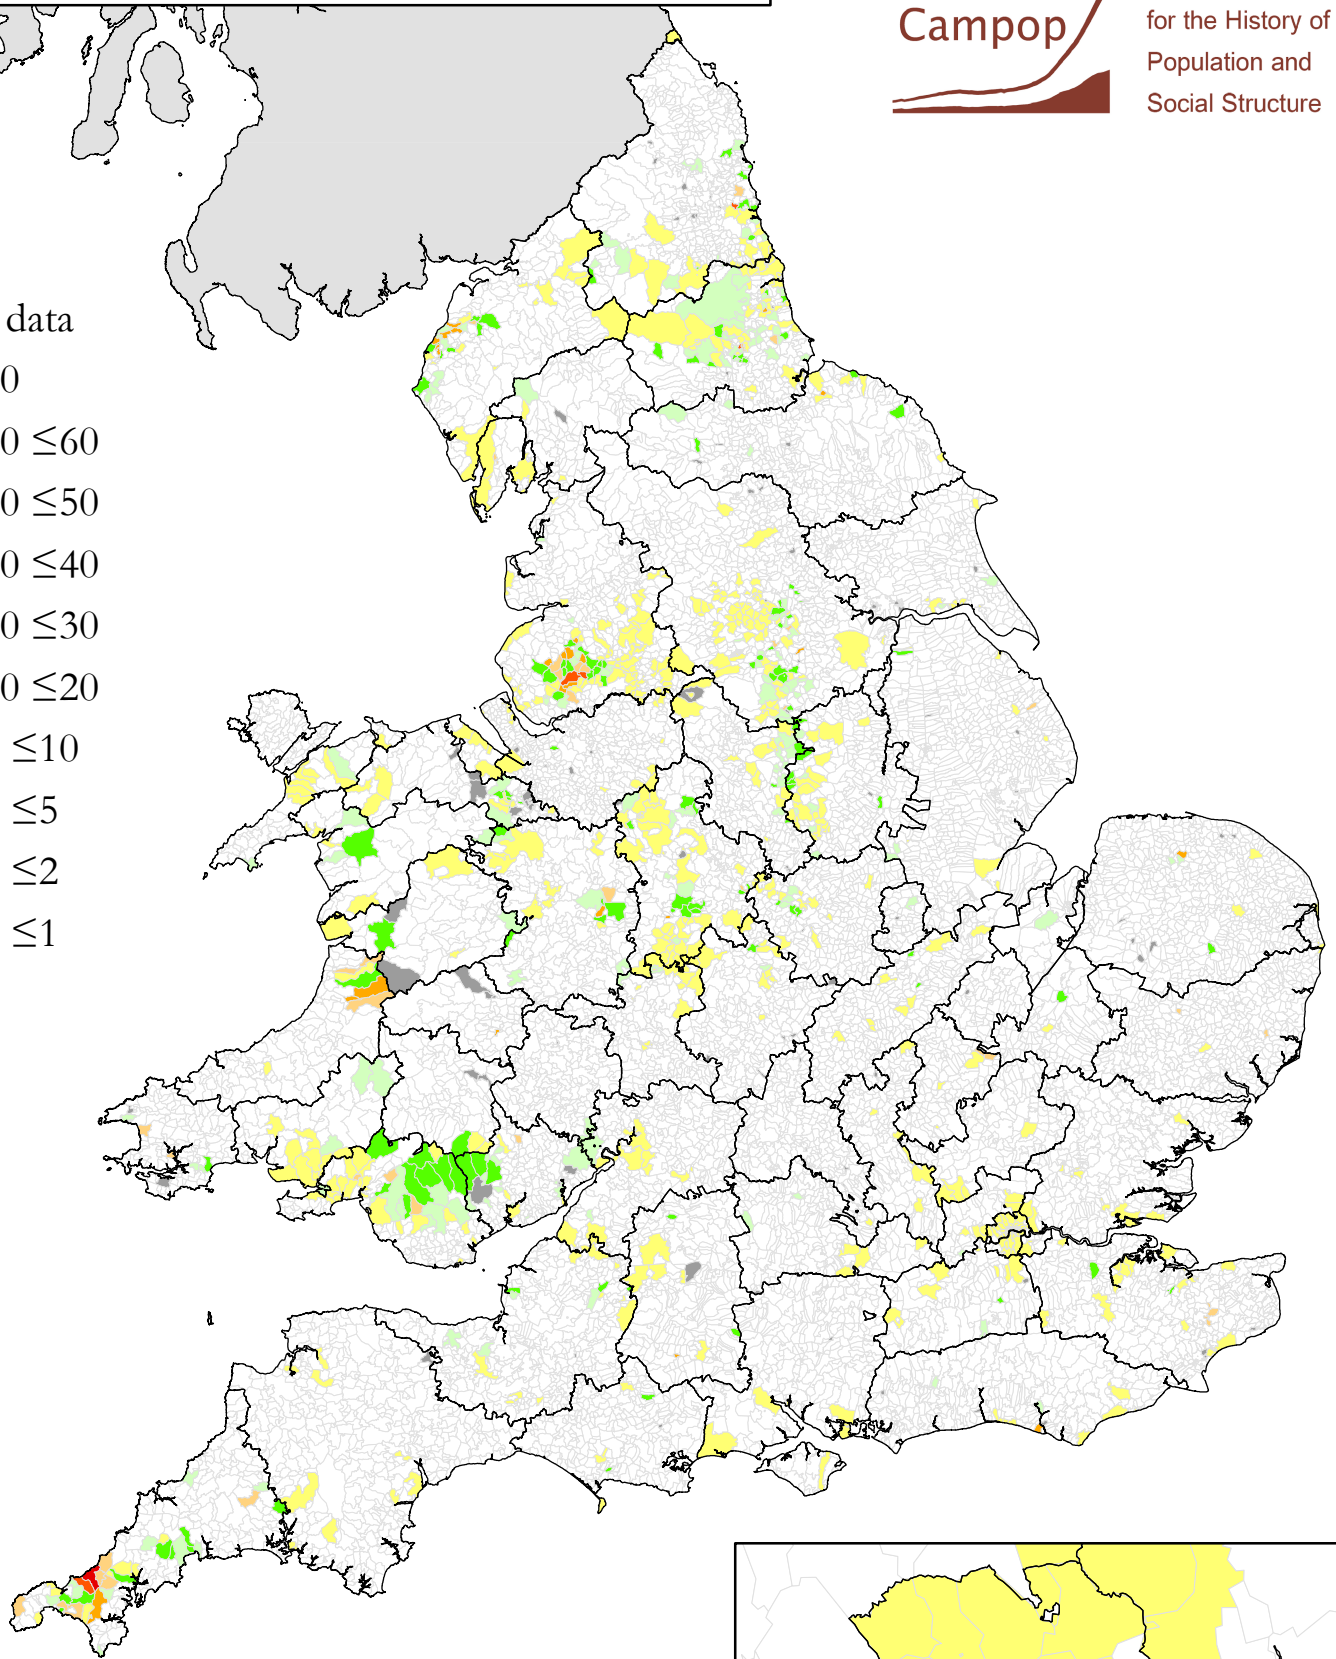 Campop
for the History of
Population and
Social Structure
data
0
0 ≤60
0 ≤50
0 ≤40
0 ≤30
0 ≤20
≤10
≤5
≤2
≤1